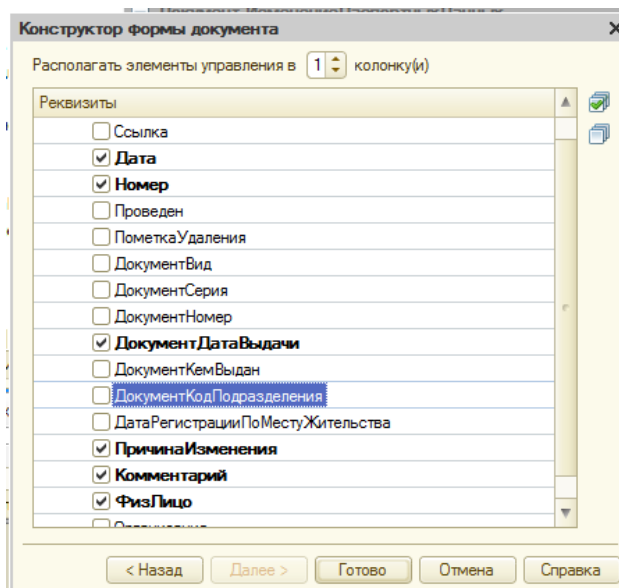 Конструктор формы документа
Располагать элементы управления в 1 колонку(и)
Реквизиты
Ссылка
Дата
Номер
Проведен
ПометкаУдаления
ДокументВид
ДокументСерия
ДокументНомер
ДокументДатаВыдачи
ДокументКемВыдан
ДокументКодПодразделения
ДатаРегистрацииПоМестуЖительства
ПричинаИзменения
Комментарий
ФизЛицо
< Назад Далее > Готово Отмена Справка